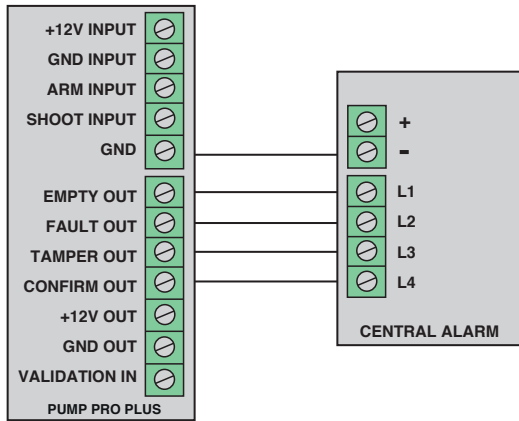 +12V INPUT
GND INPUT
ARM INPUT
SHOOT INPUT
GND
EMPTY OUT
FAULT OUT
TAMPER OUT
CONFIRM OUT
+12V OUT
GND OUT
VALIDATION IN
PUMP PRO PLUS
+
-
L1
L2
L3
L4
CENTRAL ALARM